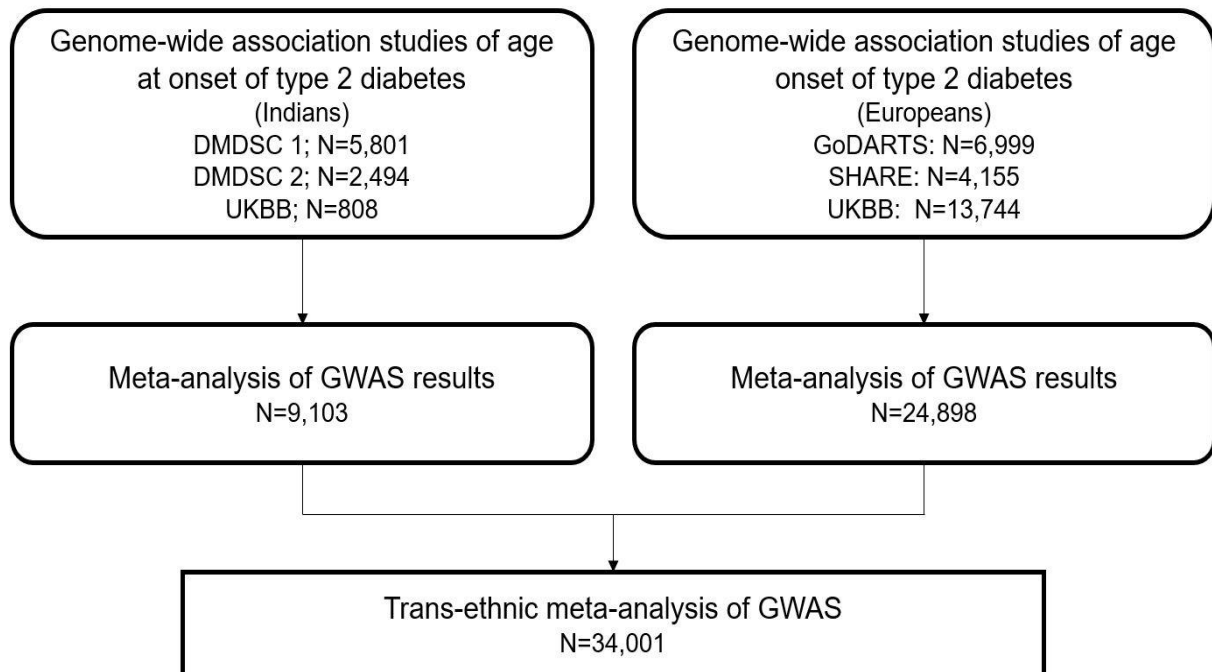 Genome-wide association studies of age
at onset of type 2 diabetes
(Indians)
DMDSC 1; N=5,801
DMDSC 2; N=2,494
UKBB; N=808
Genome-wide association studies of age
onset of type 2 diabetes
(Europeans)
GoDARTS: N=6,999
SHARE: N=4,155
UKBB:  N=13,744
Meta-analysis of GWAS results
N=9,103
Meta-analysis of GWAS results
N=24,898
Trans-ethnic meta-analysis of GWAS
N=34,001